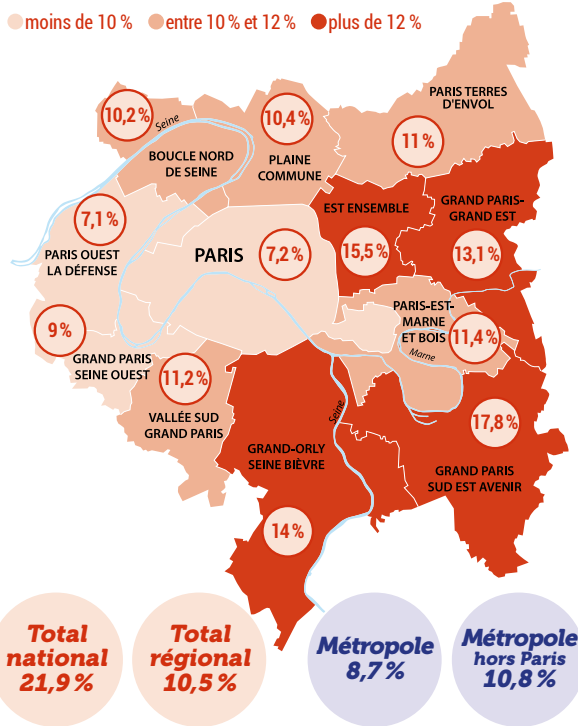 moins de 10 % entre 10 % et 12 % plus de 12 %
PARIS TERRES
D'ENVOL
11 %
10,2 %
Seine
BOUCLE NORD
DE SEINE
10,4 %
PLAINE
COMMUNE
EST ENSEMBLE
15,5 %
GRAND PARIS-
GRAND EST
13,1 %
7,1 %
PARIS OUEST
LA DÉFENSE
PARIS
7,2 %
PARIS-EST-
MARNE
ET BOIS
Marne
11,4 %
9 %
GRAND PARIS
SEINE OUEST
11,2 %
VALLÉE SUD
GRAND PARIS
Seine
GRAND-ORLY
SEINE BIÈVRE
14 %
17,8 %
GRAND PARIS
SUD EST AVENIR
Total
national
21,9 %
Total
régional
10,5 %
Métropole
8,7 %
Métropole
hors Paris
10,8 %